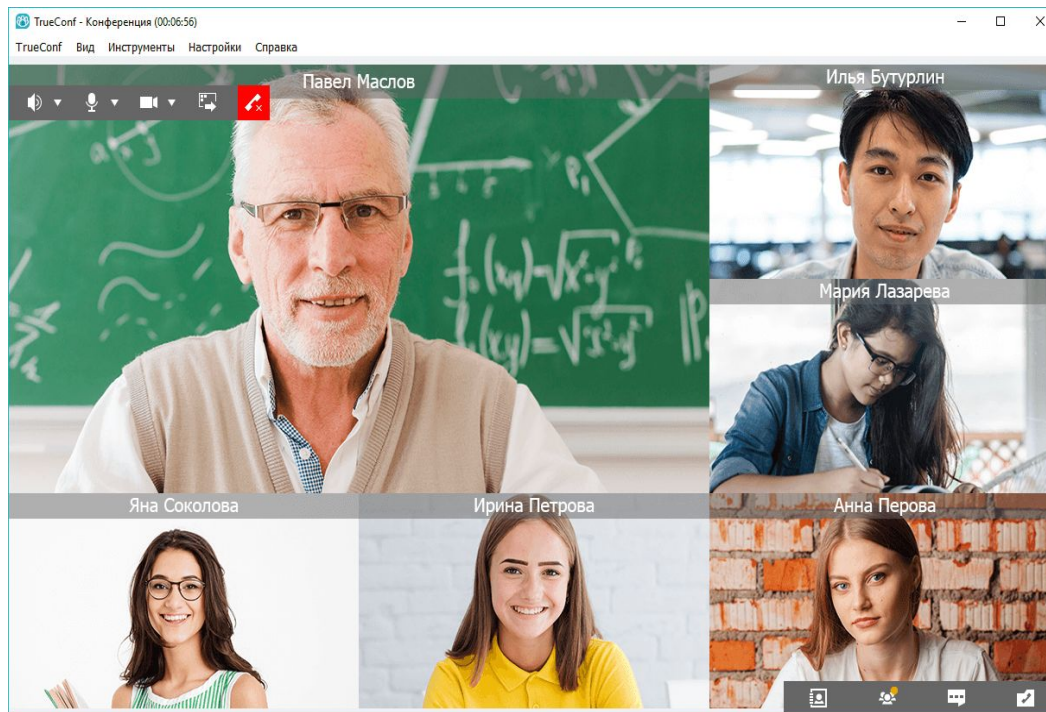 TrueConf - Конференция (00:06:56)
TrueConf Вид Инструменты Настройки Справка
Павел Маслов
Илья Бутурлин
Мария Лазарева
Яна Соколова
Ирина Петрова
Анна Перова